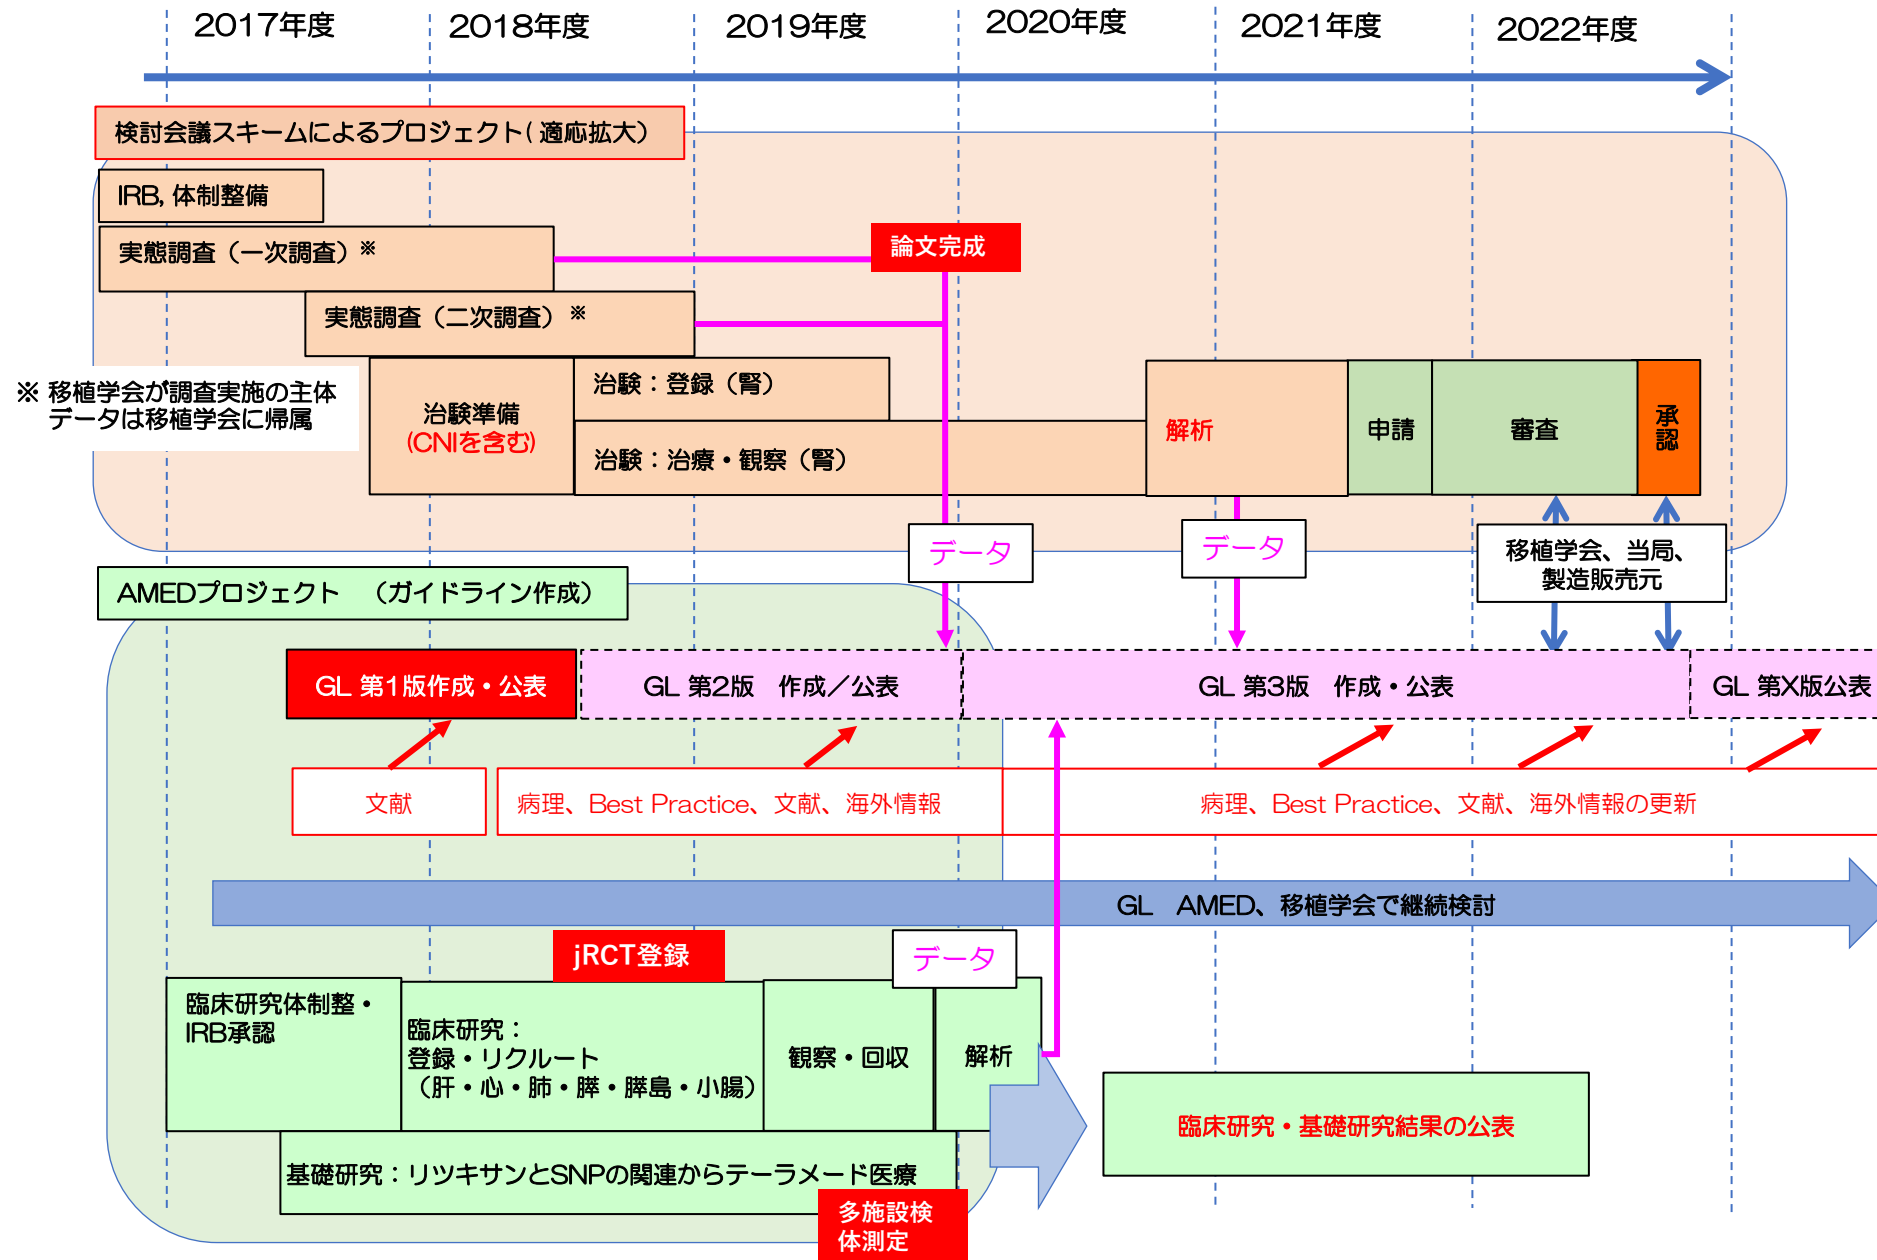 2017年度
2018年度
2019年度
2020年度
2021年度
2022年度
検討会議スキームによるプロジェクト( 適応拡大）
IRB, 体制整備
実態調査（一次調査）※
論文完成
実態調査（二次調査）※
※ 移植学会が調査実施の主体
データは移植学会に帰属
治験準備
(CNIを含む)
治験：登録（腎）
治験：治療・観察（腎）
解析
申請
審査
承
認
データ
データ
移植学会、当局、
製造販売元
AMEDプロジェクト　（ガイドライン作成）
GL 第1版作成・公表
GL 第2版　作成／公表
GL 第3版　作成・公表
GL 第X版公表
文献
病理、Best Practice、文献、海外情報
病理、Best Practice、文献、海外情報の更新
GL　AMED、移植学会で継続検討
jRCT登録
データ
臨床研究体制整・
IRB承認
臨床研究：
登録・リクルート
（肝・心・肺・膵・膵島・小腸）
観察・回収
解析
臨床研究・基礎研究結果の公表
基礎研究：リツキサンとSNPの関連からテーラメード医療
多施設検
体測定